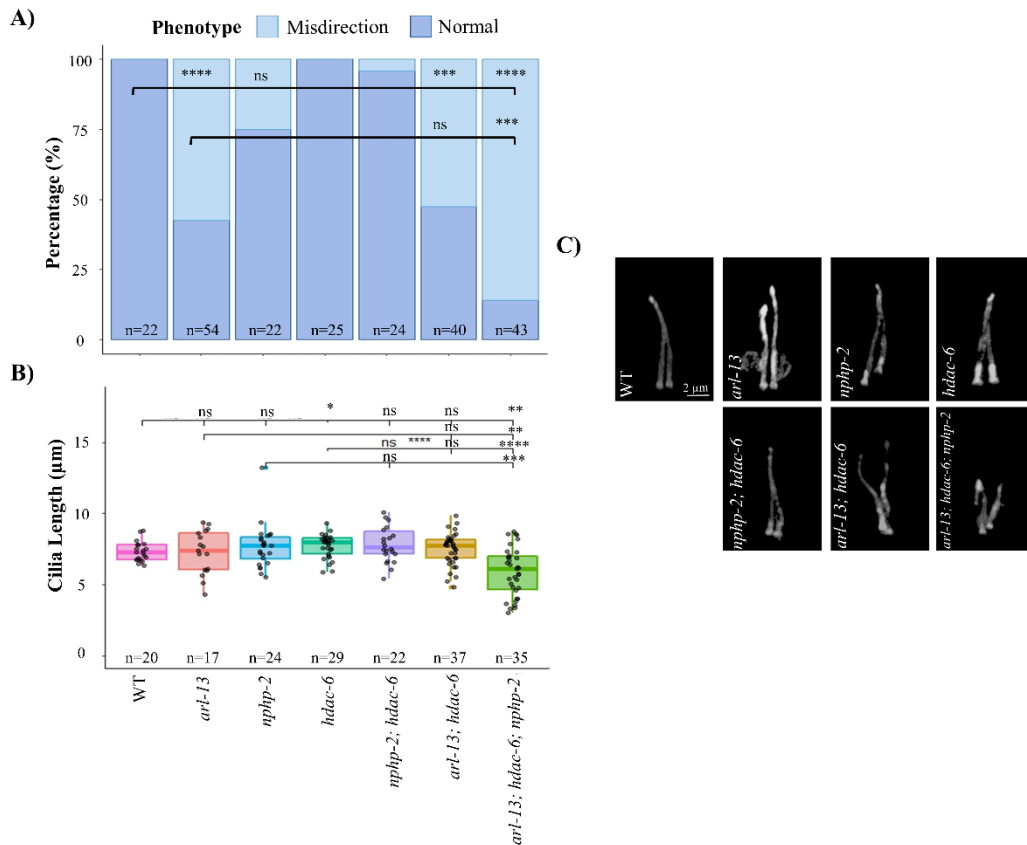 A)
Phenotype Misdirection Normal
Percentage (%)
100
75
50
25
0
**** ns *** ****
ns ***
n=22 n=54 n=22 n=25 n=24 n=40 n=43
B)
Cilia Length (µm)
15
10
5
0
ns ns * ns ns **
ns **
ns **** ns ****
ns ***
n=20 n=17 n=24 n=29 n=22 n=37 n=35
WT
arl-13
nphp-2
hdac-6
nphp-2; hdac-6
arl-13; hdac-6
arl-13; hdac-6; nphp-2
C)
WT
2 µm
arl-13
nphp-2
hdac-6
nphp-2; hdac-6
arl-13; hdac-6
arl-13; hdac-6; nphp-2